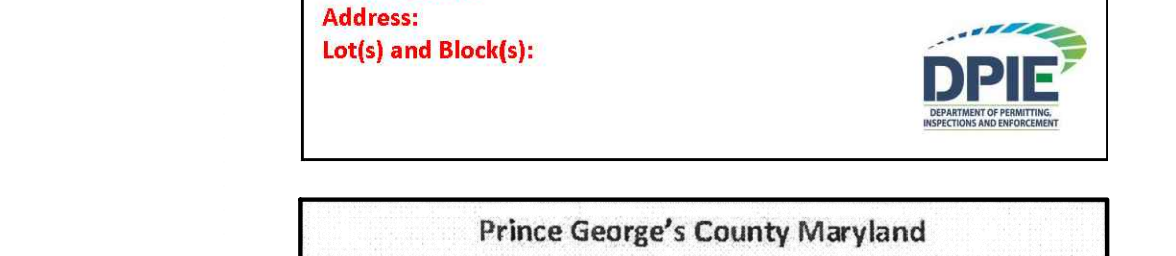 Address:
Lot(s) and Block(s):
DPIE
DEPARTMENT OF PERMITTING,
INSPECTIONS AND ENFORCEMENT
Prince George's County Maryland